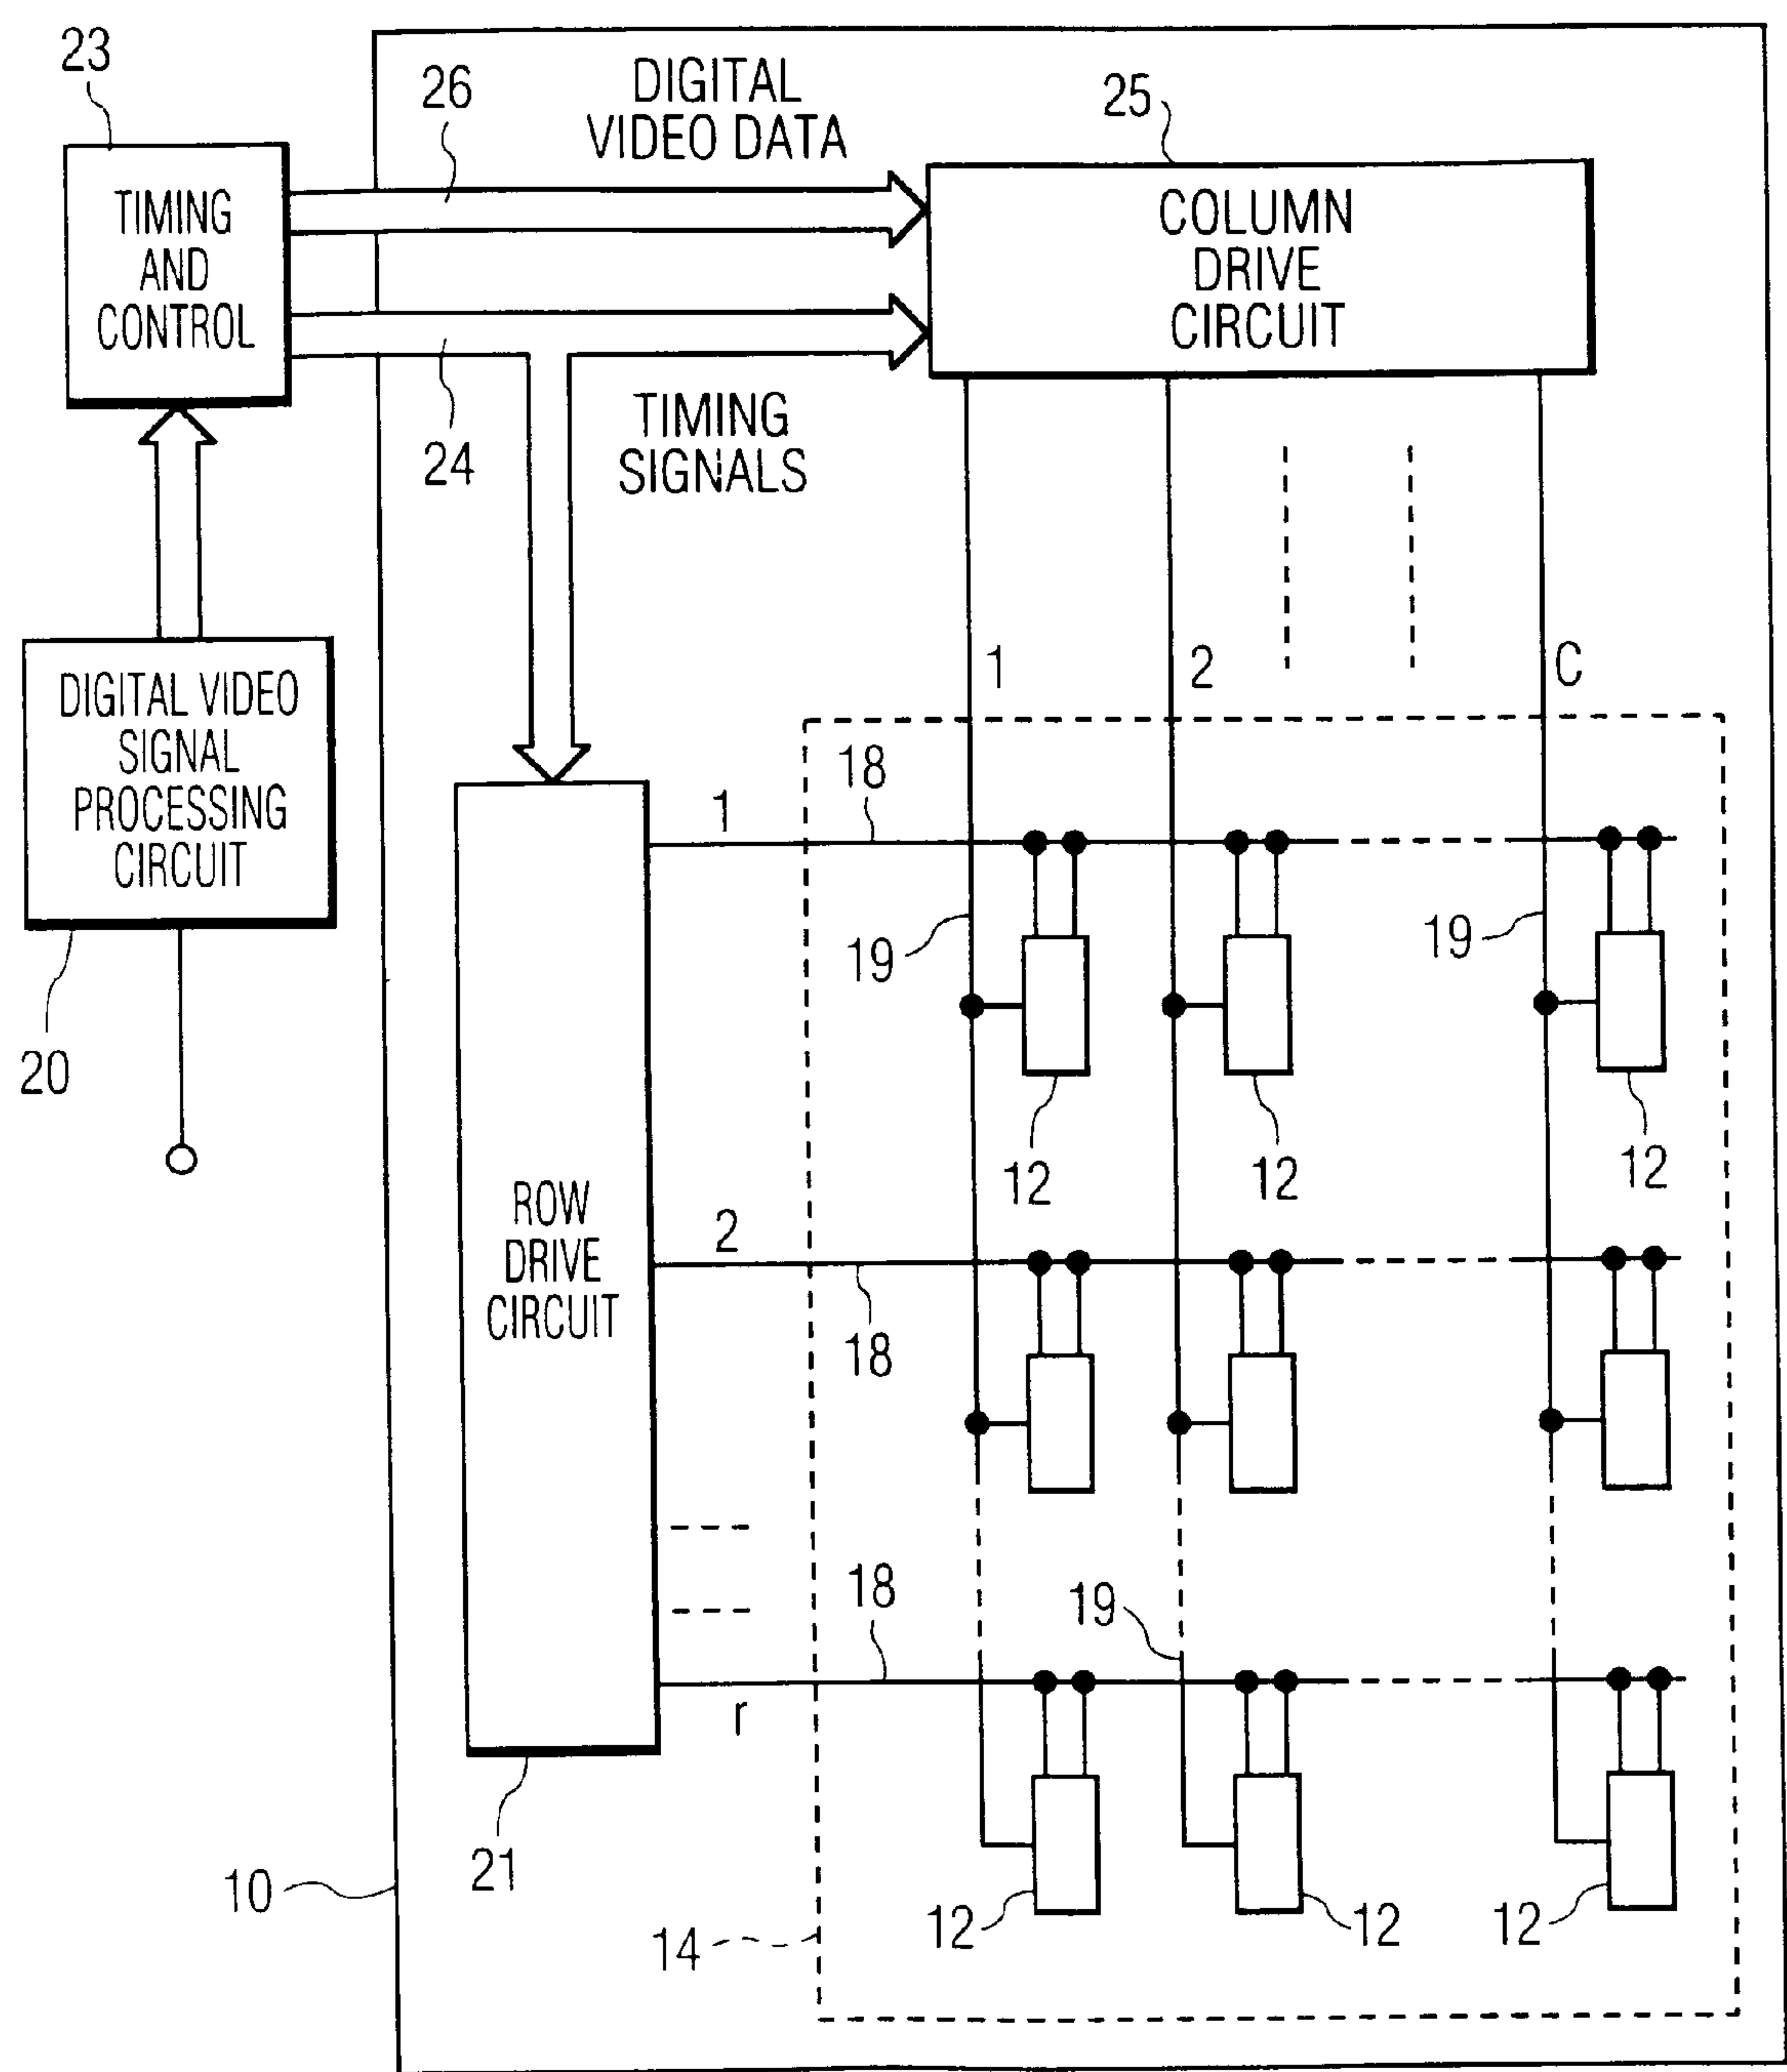 23
26
DIGITAL
VIDEO DATA
25
TIMING
AND
CONTROL
COLUMN
DRIVE
CIRCUIT
24
TIMING
SIGNALS
1
2
C
DIGITAL VIDEO
SIGNAL
PROCESSING
CIRCUIT
20
1
18
19
19
12
12
12
ROW
DRIVE
CIRCUIT
2
18
18
19
r
21
10
14
12
12
12